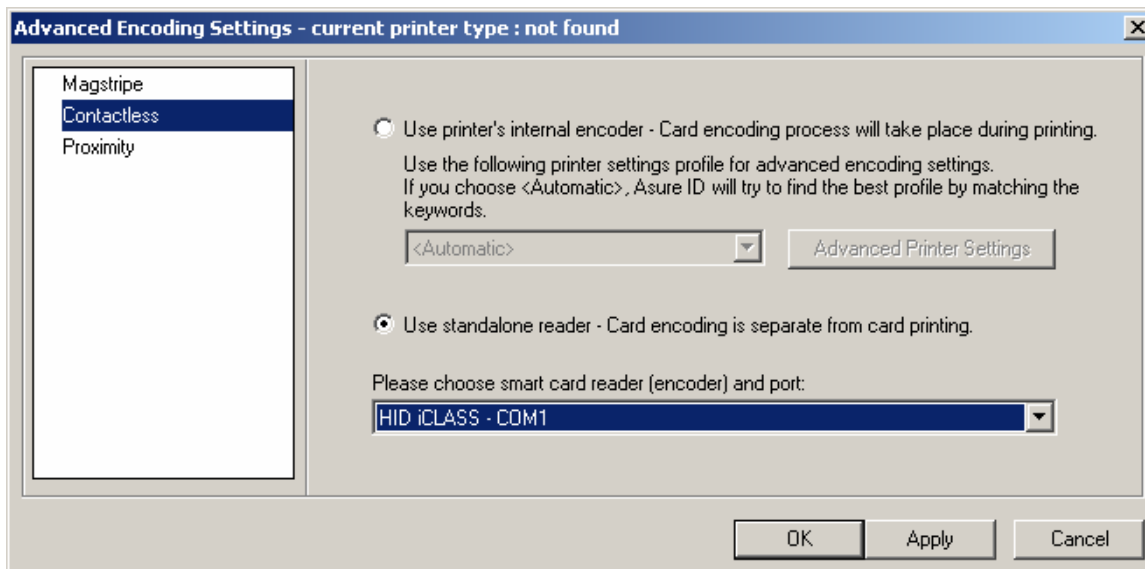 Advanced Encoding Settings - current printer type : not found
Magstripe
Contactless
Proximity
Use printer's internal encoder - Card encoding process will take place during printing.
Use the following printer settings profile for advanced encoding settings.
If you choose <Automatic>, Asure ID will try to find the best profile by matching the
keywords.
<Automatic>
Advanced Printer Settings
Use standalone reader - Card encoding is separate from card printing.
Please choose smart card reader (encoder) and port:
HID iCLASS - COM1
OK
Apply
Cancel